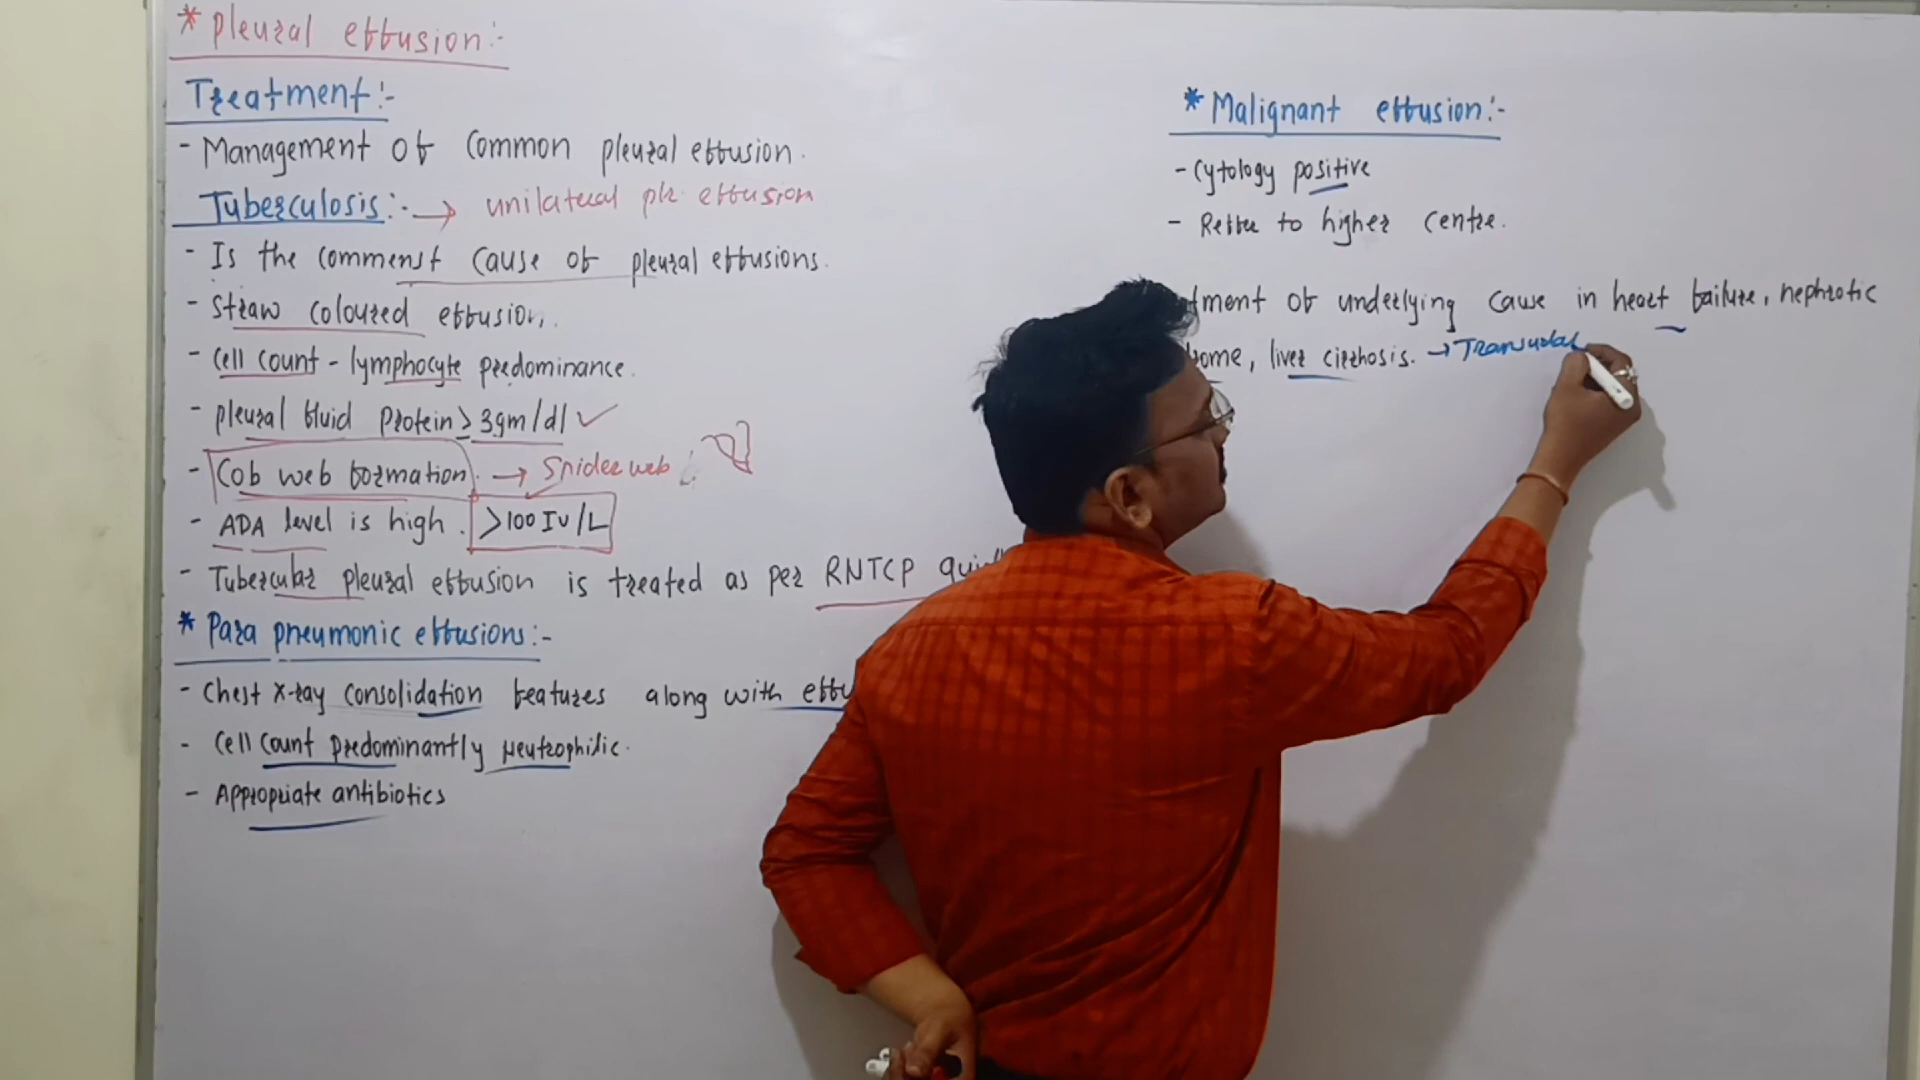 * Pleural effusion:-
Treatment:-
- Management of Common pleural effusion.
Tuberculosis:- → unilateral pl. effusion
- Is the commenst cause of pleural effusions.
- Straw coloured effusion.
- Cell count - lymphocyte predominance.
- Pleural fluid Protein ≥ 3gm/dl ✓
- Cob web formation. → Spider web
- ADA level is high. >100 IU/L
- Tubercular pleural effusion is treated as per RNTCP
* Para pneumonic effusions:-
- Chest X-ray consolidation features along with effu
- Cell count predominantly Neutrophilic.
- Appropriate antibiotics
* Malignant effusion:-
- Cytology positive
- Refer to higher centre.
tment of underlying cause in heart failure, nephrotic
rome, liver cirrhosis. → Transudat